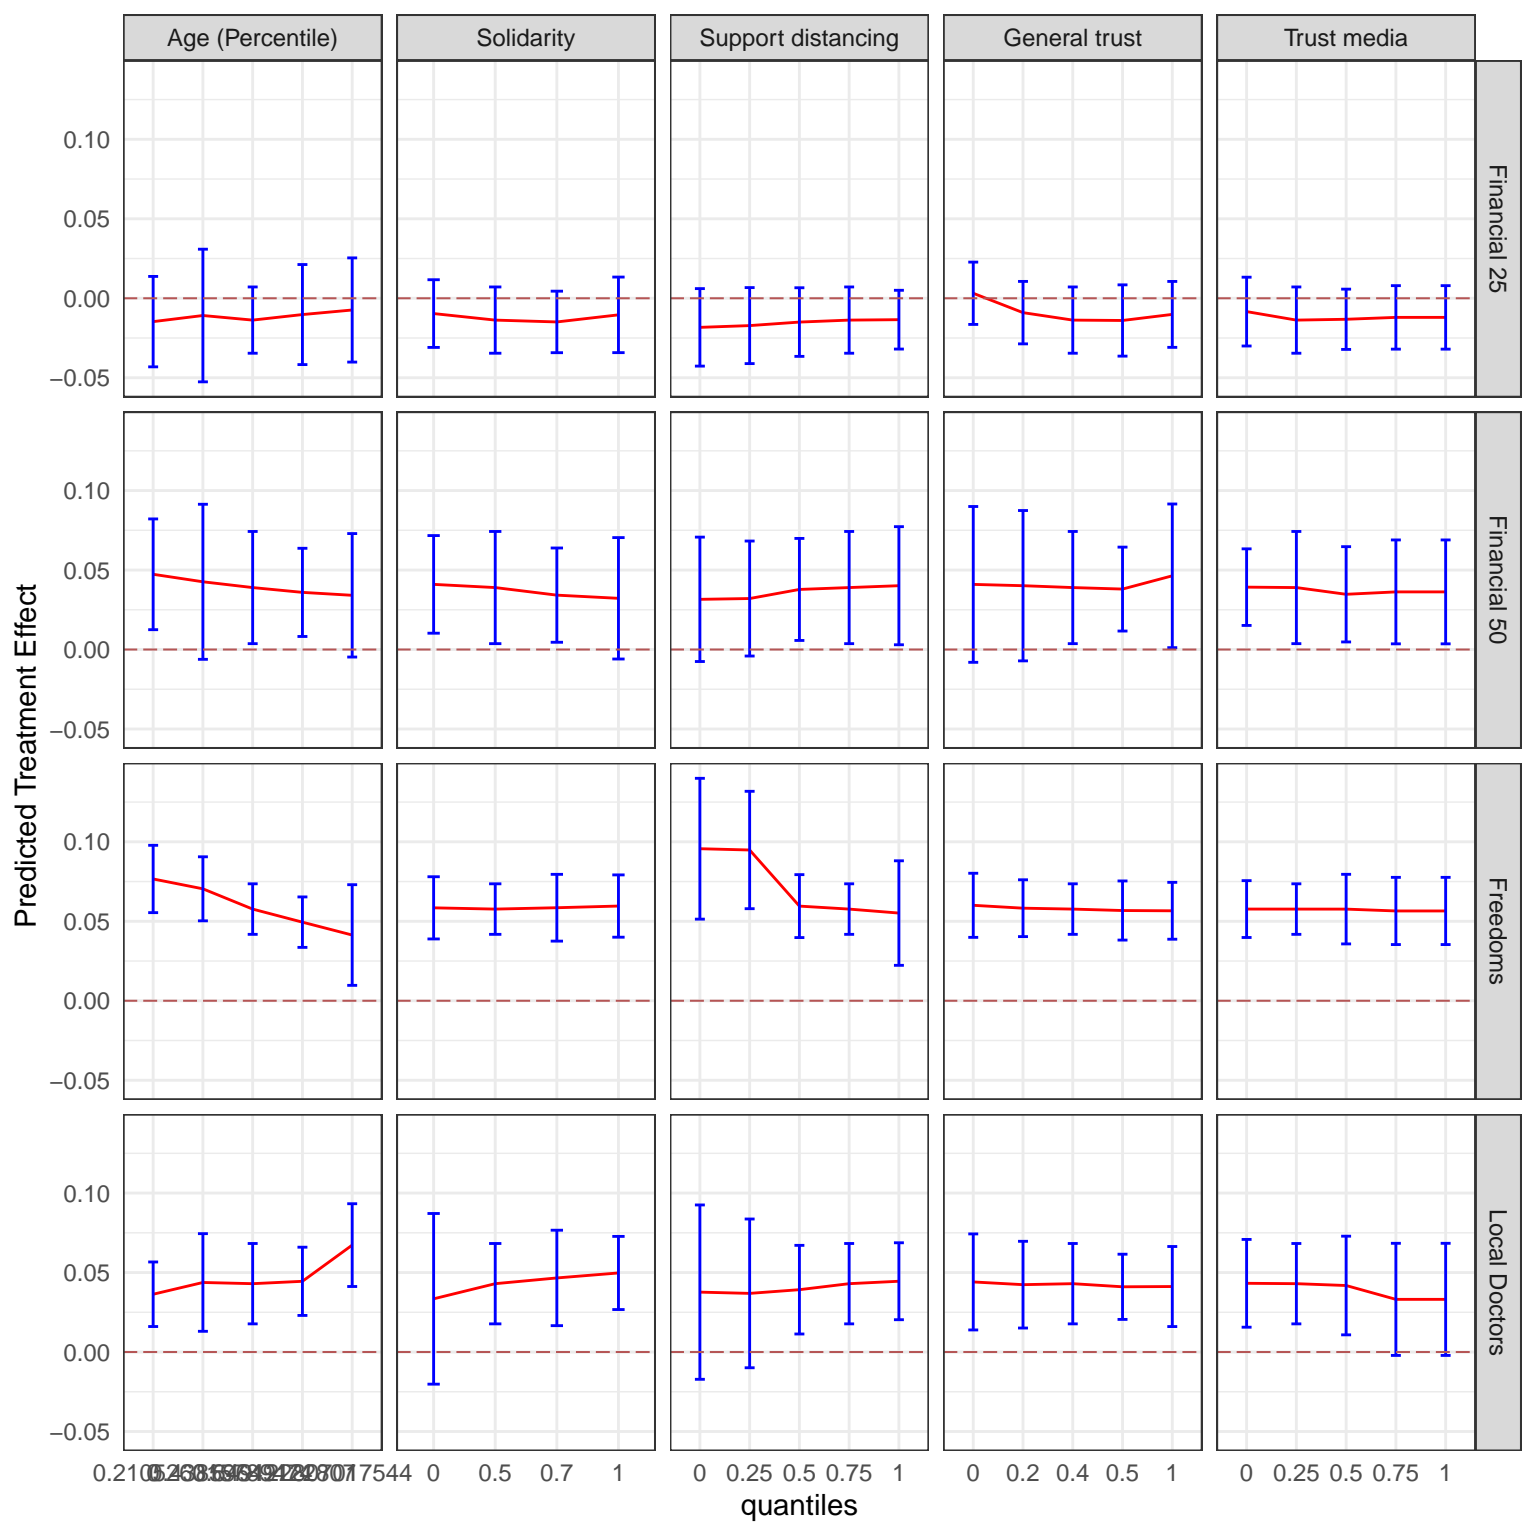 Age (Percentile) Solidarity Support distancing General trust Trust media
0.10
0.05
0.00
−0.05
Financial 25
0.10
0.05
0.00
−0.05
Financial 50
0.10
0.05
0.00
−0.05
Freedoms
0.10
0.05
0.00
−0.05
Local Doctors
Predicted Treatment Effect
0 0.5 0.7 1 0 0.25 0.5 0.75 1 0 0.2 0.4 0.5 1 0 0.25 0.5 0.75 1
quantiles